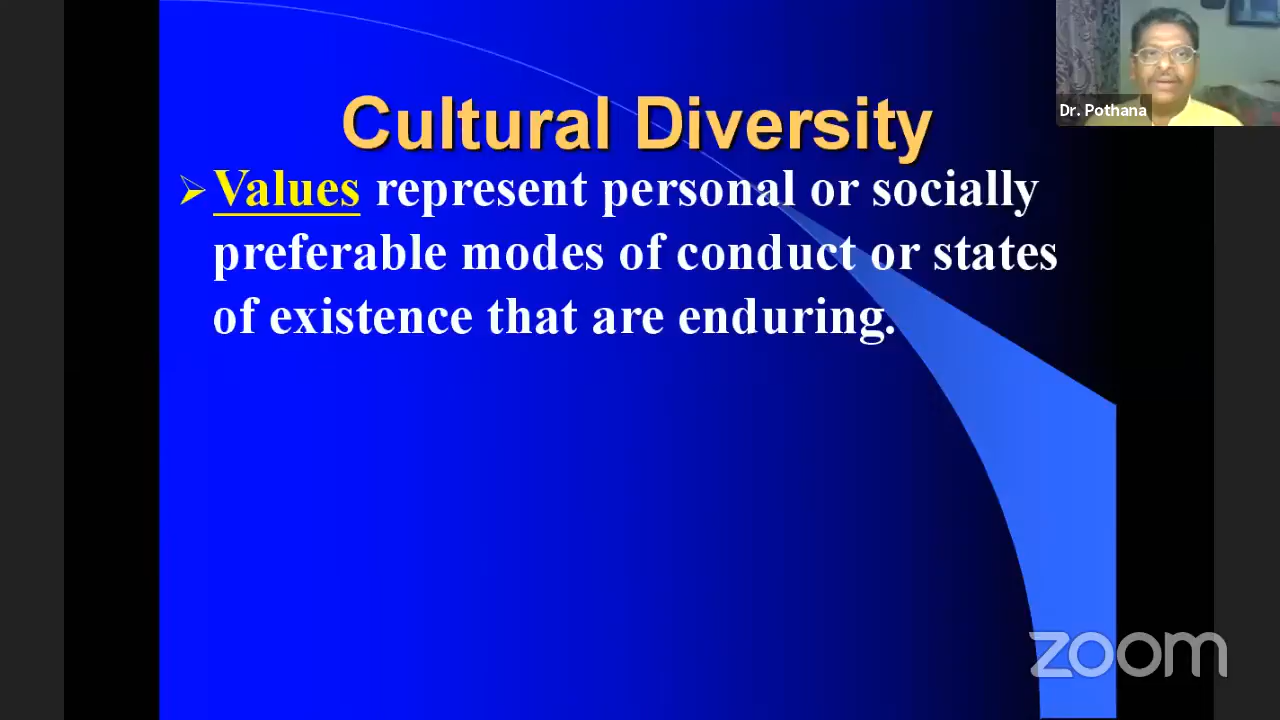 Cultural Diversity
Dr. Pothana
➢ Values represent personal or socially
preferable modes of conduct or states
of existence that are enduring.
zoom